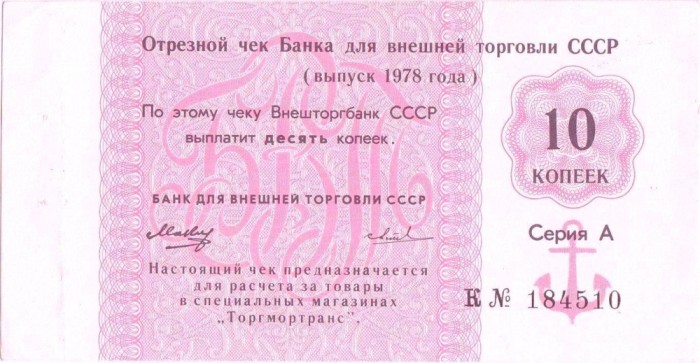 Отрезной чек Банка для внешней торговли СССР
( выпуск 1978 года )
По этому чеку Внешторгбанк СССР
выплатит десять копеек.
10
КОПЕЕК
БАНК ДЛЯ ВНЕШНЕЙ ТОРГОВЛИ СССР
Серия А
Настоящий чек предназначается
для расчета за товары
в специальных магазинах
„Торгмортранс".
К № 184510